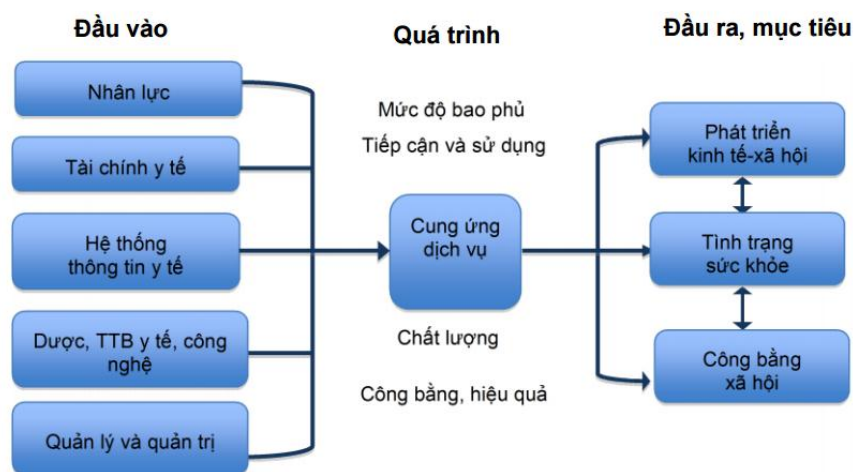 Đầu vào
Quá trình
Đầu ra, mục tiêu
Nhân lực
Tài chính y tế
Hệ thống
thông tin y tế
Dược, TTB y tế, công
nghệ
Quản lý và quản trị
Mức độ bao phủ
Tiếp cận và sử dụng
Cung ứng
dịch vụ
Chất lượng
Công bằng, hiệu quả
Phát triển
kinh tế-xã hội
Tình trạng
sức khỏe
Công bằng
xã hội